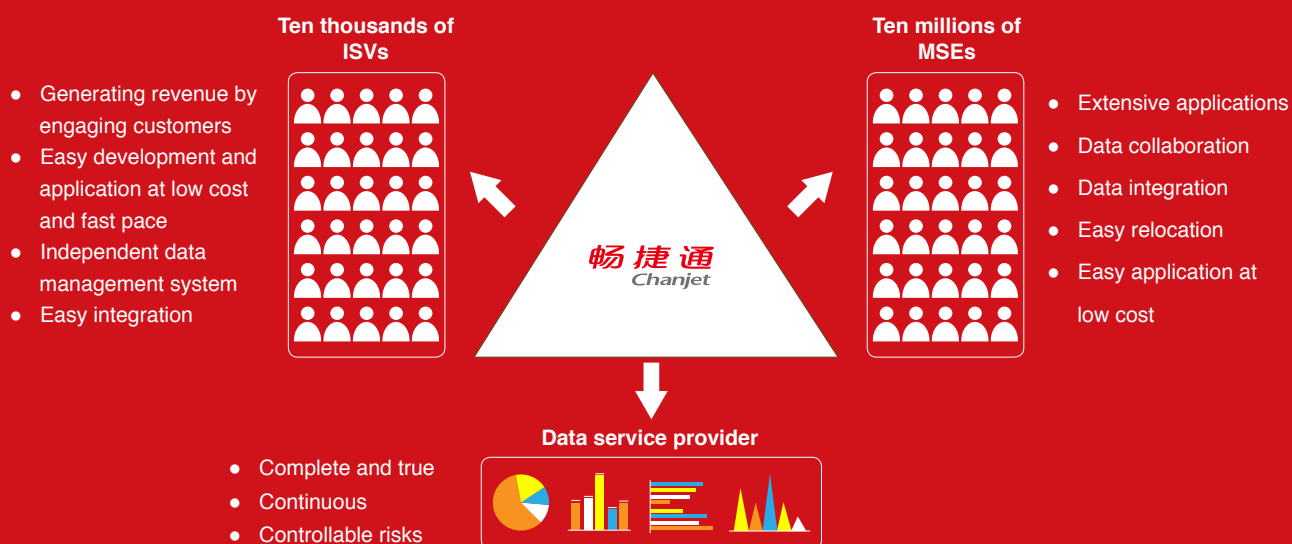 Ten thousands of
ISVs
● Generating revenue by
engaging customers
● Easy development and
application at low cost
and fast pace
● Independent data
management system
● Easy integration
Ten millions of
MSEs
● Extensive applications
● Data collaboration
● Data integration
● Easy relocation
● Easy application at
low cost
畅捷通
Chanjet
Data service provider
● Complete and true
● Continuous
● Controllable risks